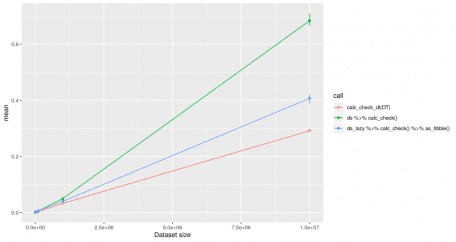 0.6
0.4
0.2
0.0
mean
0.0e+00
2.5e+06
5.0e+06
7.5e+06
1.0e+07
Dataset size
call
calc_check_dt(DT)
ds %>% calc_check()
ds_lazy %>% calc_check() %>% as_tibble()